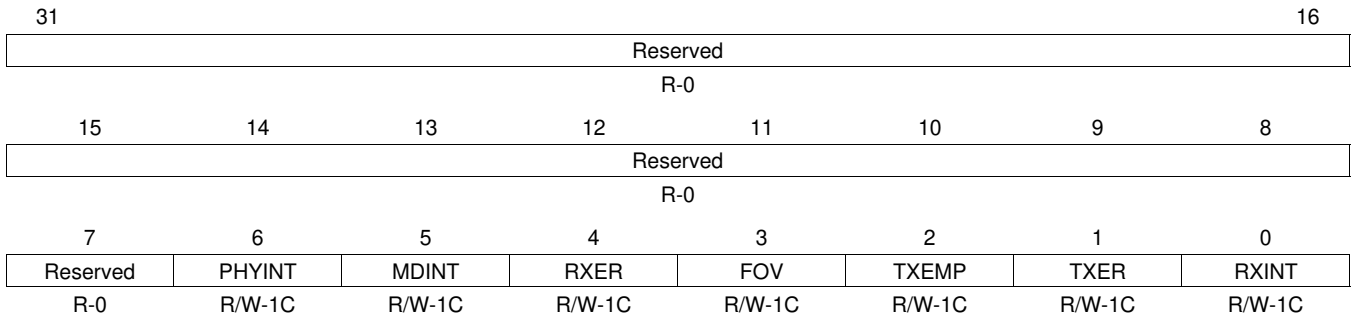 31 16
Reserved
R-0
15 14 13 12 11 10 9 8
Reserved
R-0
7 6 5 4 3 2 1 0
Reserved PHYINT MDINT RXER FOV TXEMP TXER RXINT
R-0 R/W-1C R/W-1C R/W-1C R/W-1C R/W-1C R/W-1C R/W-1C